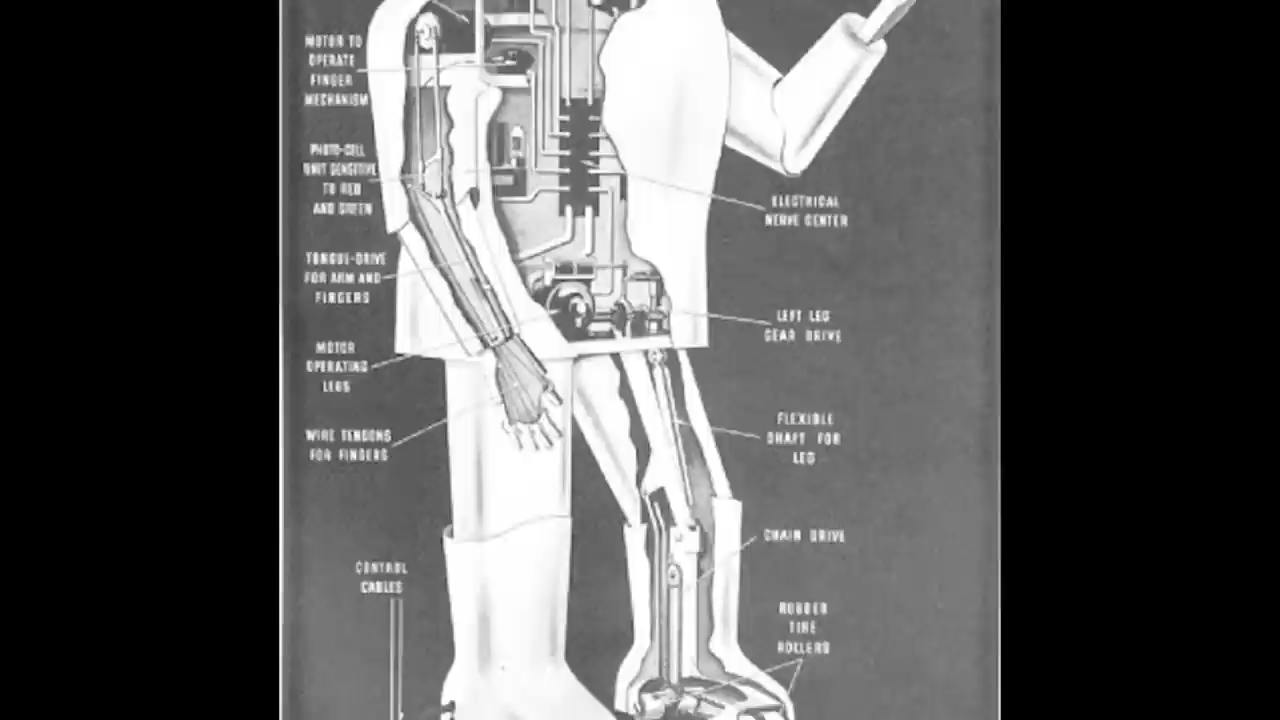 MOTOR TO
OPERATE
FINGER
MECHANISM
PHOTO-CELL
UNIT SENSITIVE
TO RED
AND GREEN
TONGUE-DRIVE
FOR ARM AND
FINGERS
MOTOR
OPERATING
LEGS
WIRE TENDONS
FOR FINGERS
CONTROL
CABLES
ELECTRICAL
NERVE CENTER
LEFT LEG
GEAR DRIVE
FLEXIBLE
SHAFT FOR
LEG
CHAIN DRIVE
RUBBER
TIRE
ROLLERS